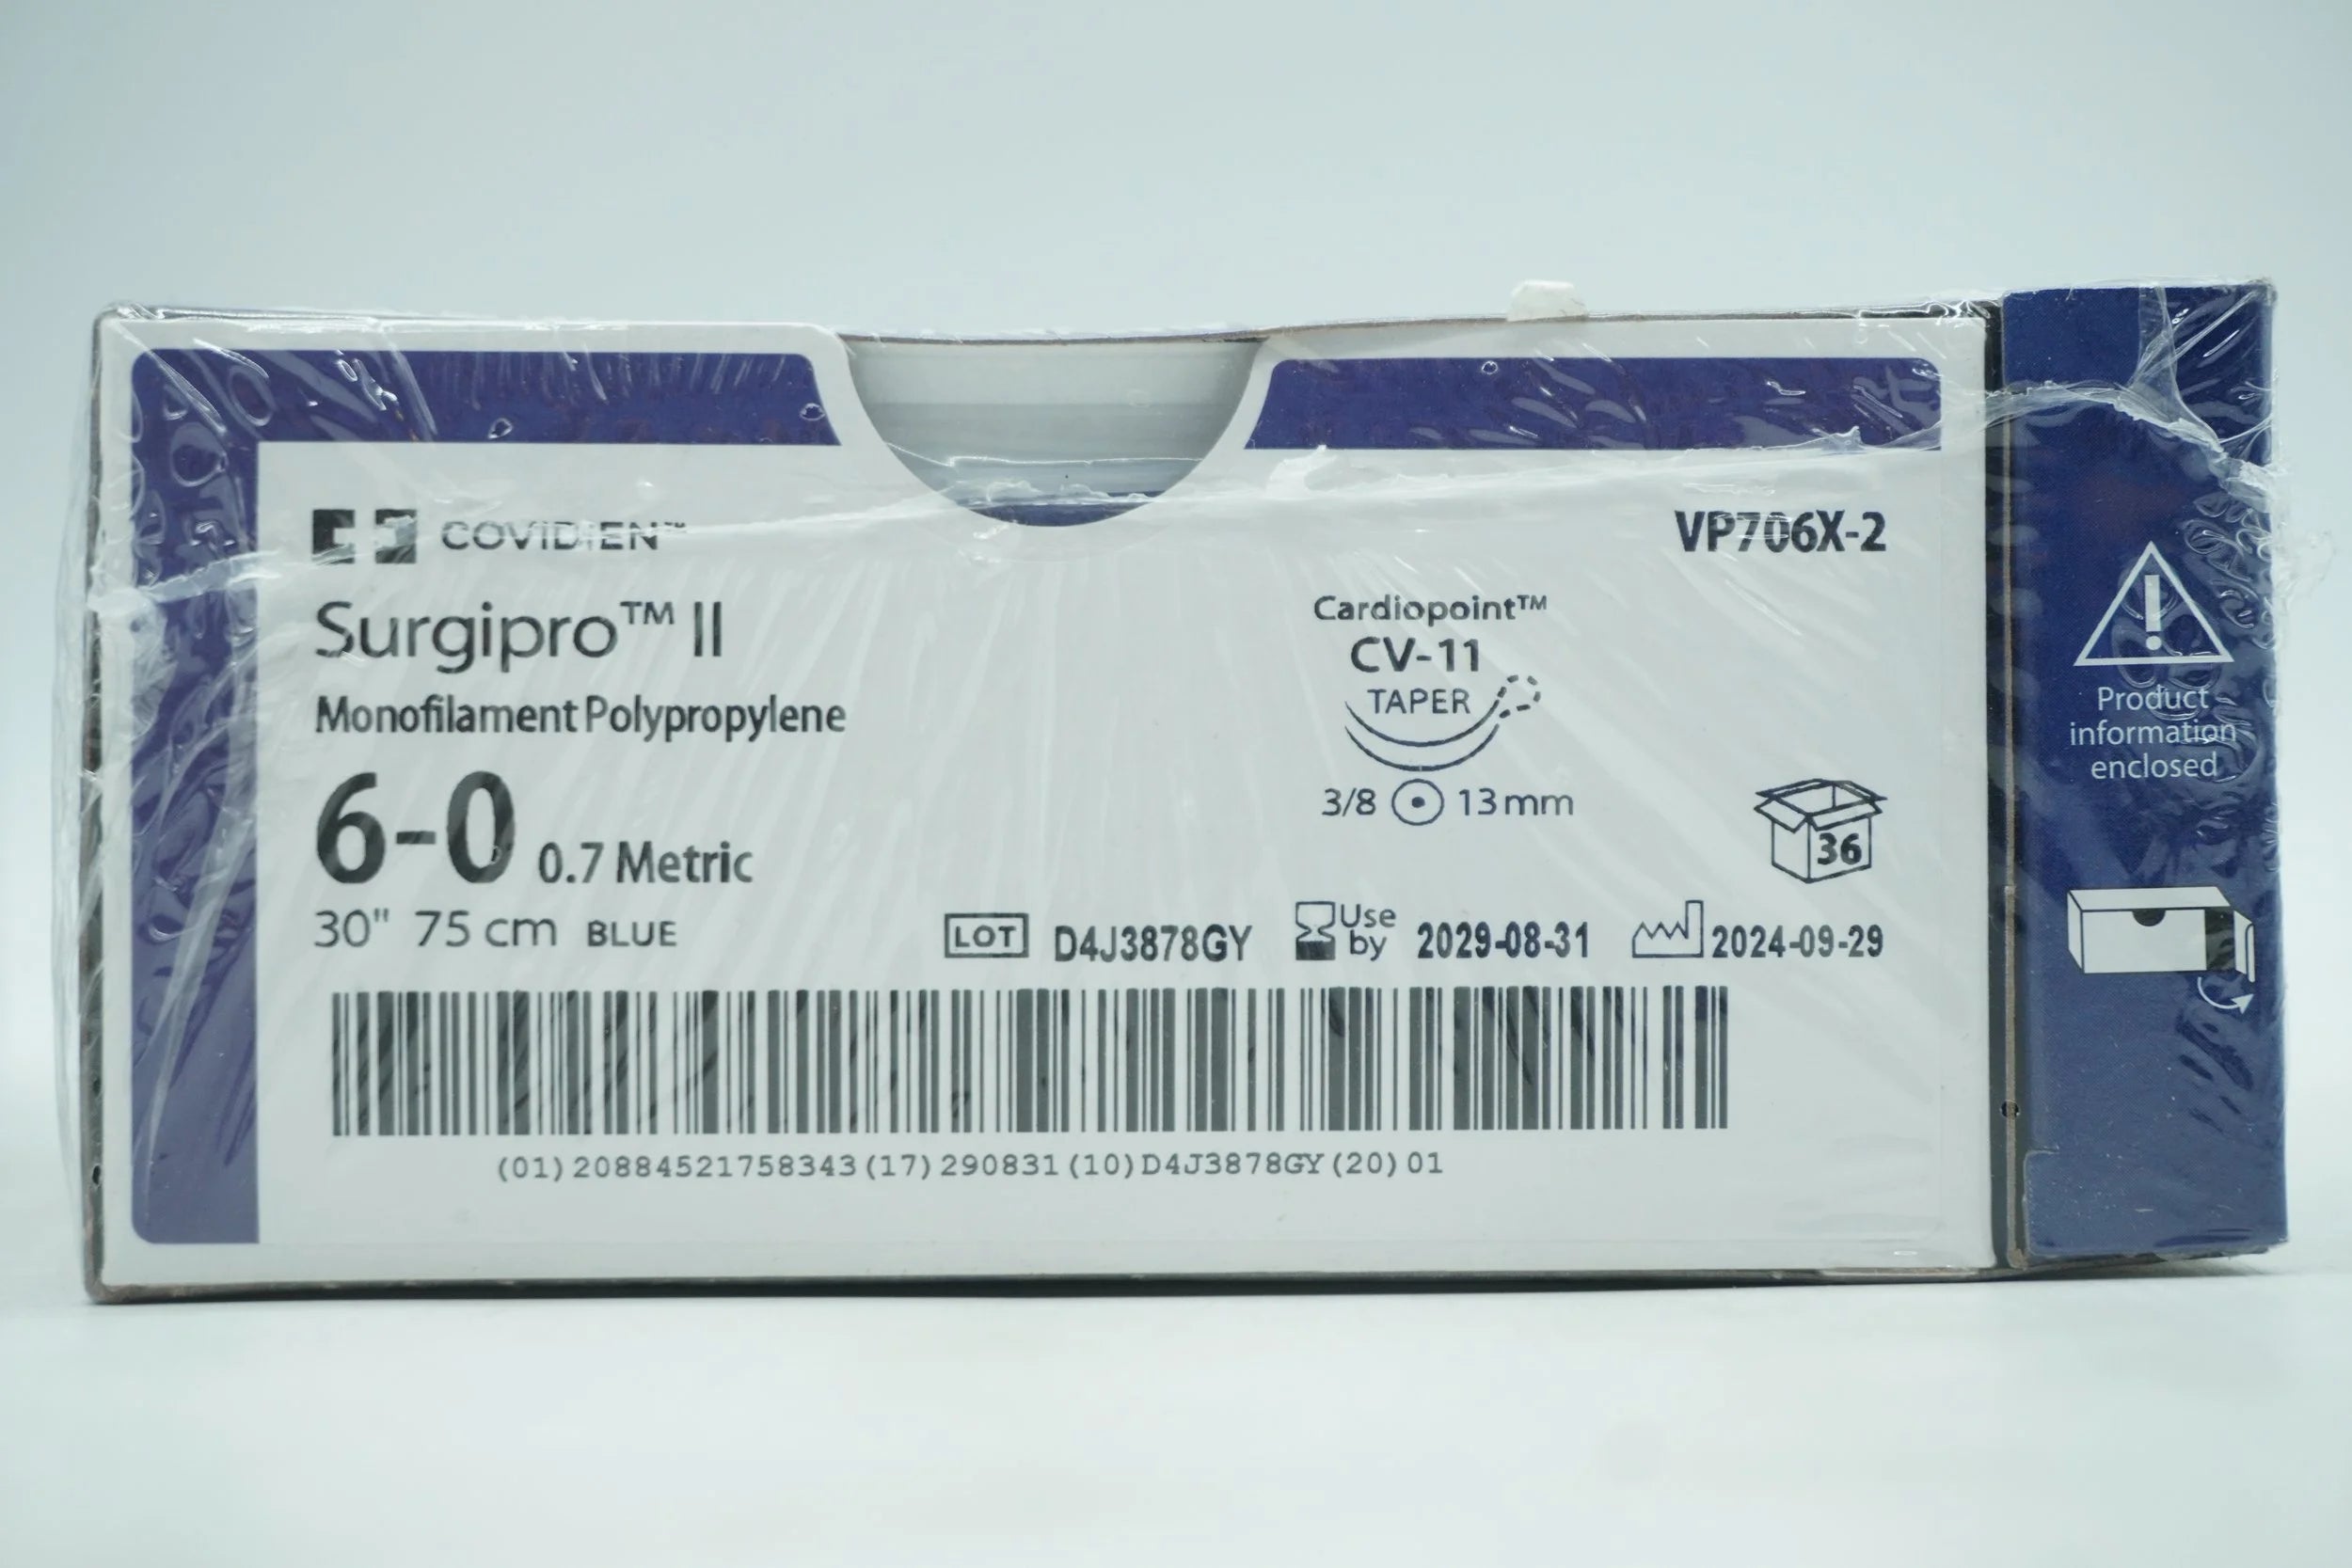 COVIDIEN™
VP706X-2
Surgipro™ II
Monofilament Polypropylene
6-0 0.7 Metric
30" 75 cm BLUE
Cardiopoint™
CV-11
TAPER
3/8 13 mm
36
LOT D4J3878GY
Use by 2029-08-31
2024-09-29
(01)20884521758343(17)290831(10)D4J3878GY(20)01
Product
information
enclosed